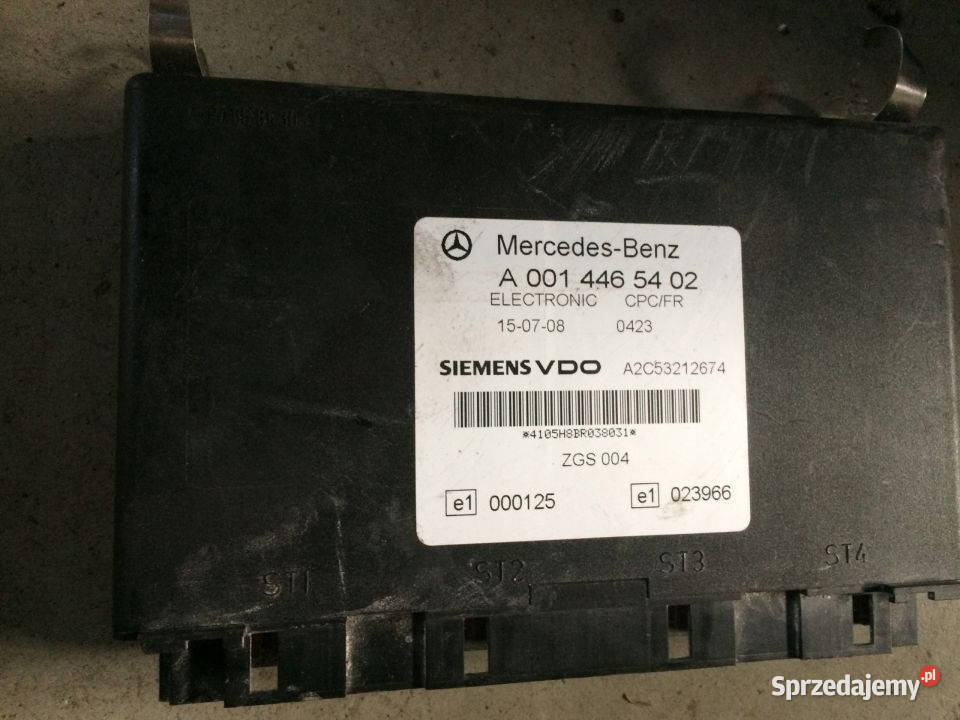 Mercedes-Benz
A 001 446 54 02
ELECTRONIC CPC/FR
15-07-08 0423
SIEMENS VDO A2C53212674
*4105H8BR038031*
ZGS 004
e1 000125 e1 023966
ST1 ST2 ST3 ST4
Sprzedajemy.pl